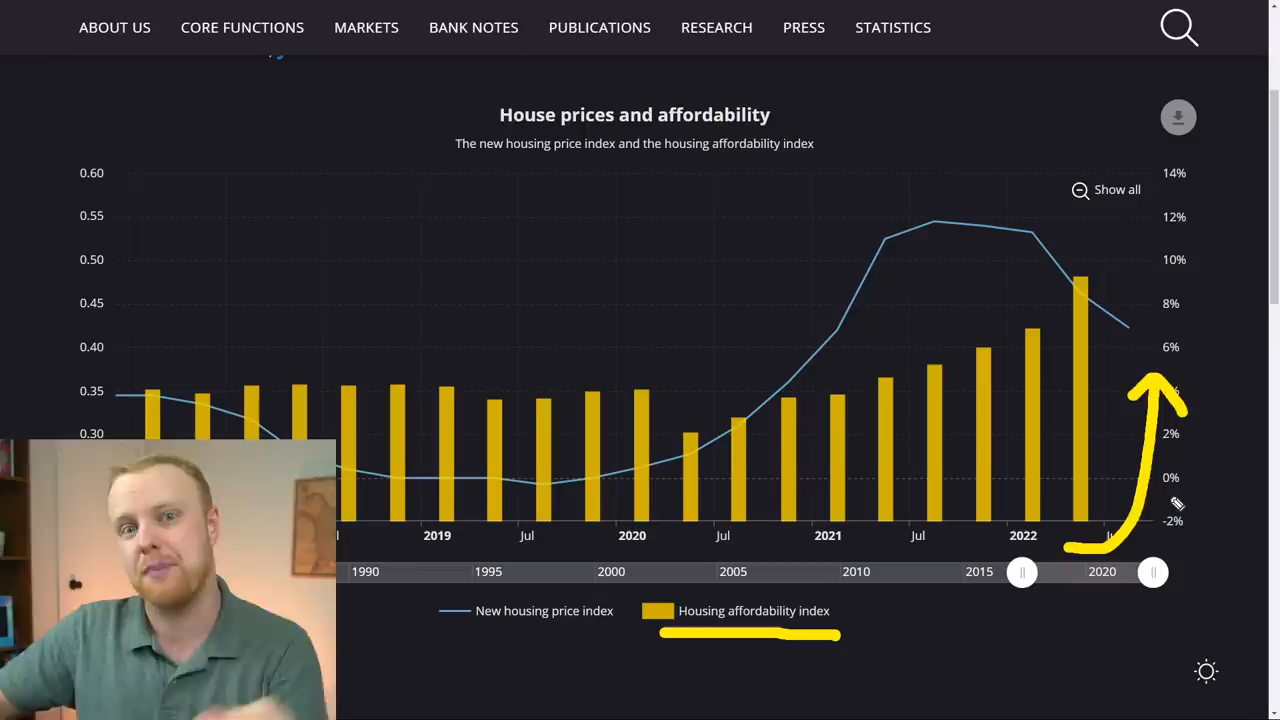 ABOUT US CORE FUNCTIONS MARKETS BANK NOTES PUBLICATIONS RESEARCH PRESS STATISTICS
House prices and affordability
The new housing price index and the housing affordability index
0.60 14%
Show all
0.55 12%
0.50 10%
0.45 8%
0.40 6%
0.35
0.30 2%
0%
-2%
2019 Jul 2020 Jul 2021 Jul 2022
1990 1995 2000 2005 2010 2015 2020
New housing price index Housing affordability index